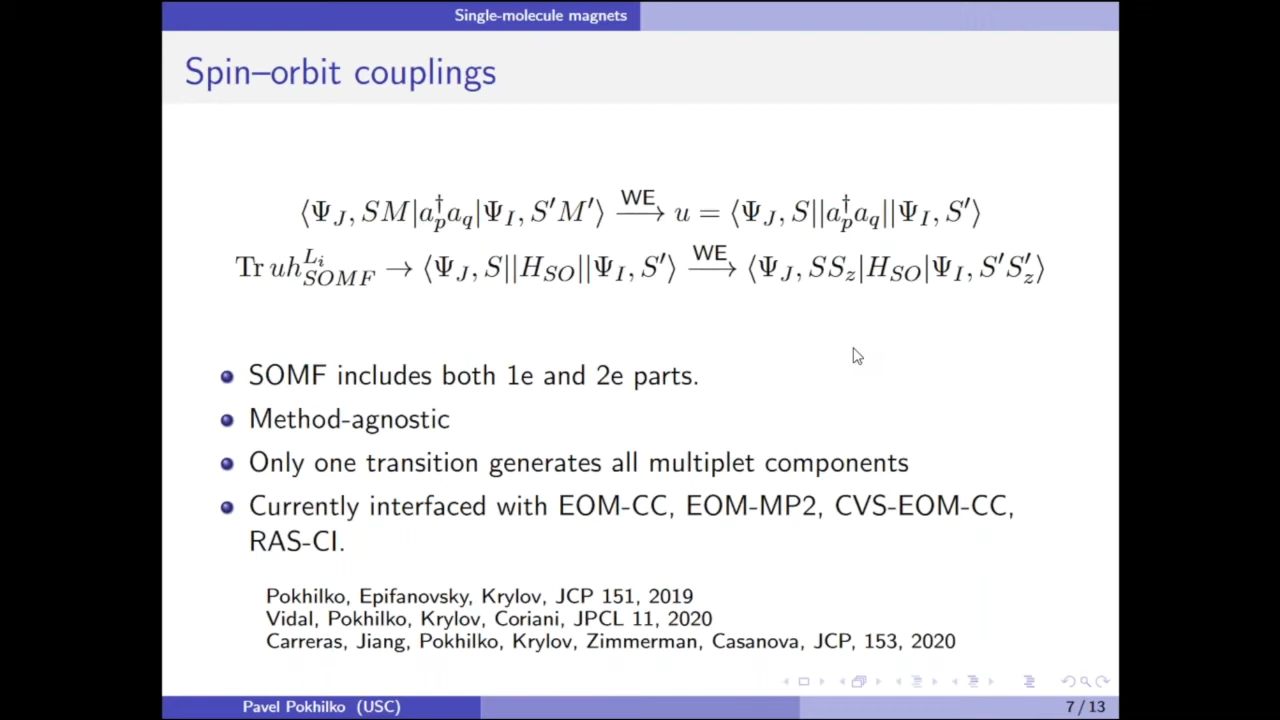 Single-molecule magnets
Spin–orbit couplings
⟨Ψ_J, SM|a_p^† a_q|Ψ_I, S′M′⟩ —WE→ u = ⟨Ψ_J, S||a_p^† a_q||Ψ_I, S′⟩
Tr uh_{SOMF}^{L_i} → ⟨Ψ_J, S||H_{SO}||Ψ_I, S′⟩ —WE→ ⟨Ψ_J, SS_z|H_{SO}|Ψ_I, S′S′_z⟩
SOMF includes both 1e and 2e parts.
Method-agnostic
Only one transition generates all multiplet components
Currently interfaced with EOM-CC, EOM-MP2, CVS-EOM-CC,
RAS-CI.
Pokhilko, Epifanovsky, Krylov, JCP 151, 2019
Vidal, Pokhilko, Krylov, Coriani, JPCL 11, 2020
Carreras, Jiang, Pokhilko, Krylov, Zimmerman, Casanova, JCP, 153, 2020
Pavel Pokhilko (USC)
7 / 13